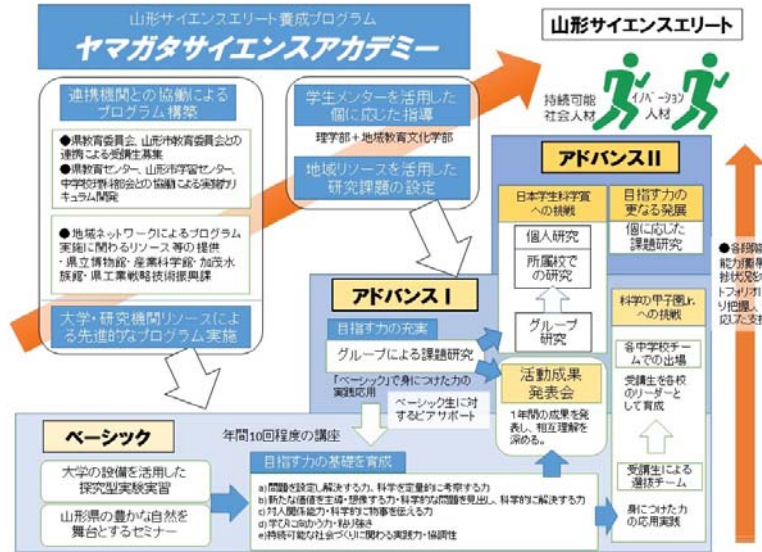 山形サイエンスエリート養成プログラム
ヤマガタサイエンスアカデミー
山形サイエンスエリート
持続可能
社会人材
イノベーション
人材
連携機関との協働による
プログラム構築
●県教育委員会、山形市教育委員会との
連携による受講生募集
●県教育センター、山形市学習センター、
中学校理科部会との協働による実施カリ
キュラム開発
●地域ネットワークによるプログラム
実施に関わるリソース等の提供
・県立博物館・産業科学館・加茂水
族館・県工業戦略技術振興課
大学・研究機関リソースによ
る先進的なプログラム実施
学生メンターを活用した
個に応じた指導
理学部+地域教育文化学部
地域リソースを活用した
研究課題の設定
アドバンスⅡ
日本学生科学賞
への挑戦
個人研究
所属校で
の研究
グループ
研究
目指す力の
更なる発展
個に応じた
課題研究
科学の甲子園Jr.
への挑戦
各中学校チー
ムでの出場
受講生を各校
のリーダーと
して育成
受講生による
選抜チーム
身につけた力
の応用実践
●各段階
能力獲得
捗状況を
トフォリオに
り把握、
応じた支援
アドバンスⅠ
目指す力の充実
グループによる課題研究
「ベーシック」で身につけた力の
実践応用
ベーシック生に対
するピアサポート
活動成果
発表会
1年間の成果を発
表し、相互理解を
深める。
ベーシック
年間10回程度の講座
大学の設備を活用した
探究型実験実習
山形県の豊かな自然を
舞台とするセミナー
目指す力の基礎を育成
a)問題を設定し解決する力、科学を定量的に考察する力
b)新たな価値を主導・想像する力・科学的な問題を見出し、科学的に解決する力
c)対人関係能力・科学的に物事を伝える力
d)学びに向かう力・粘り強さ
e)持続可能な社会づくりに関わる実践力・協調性